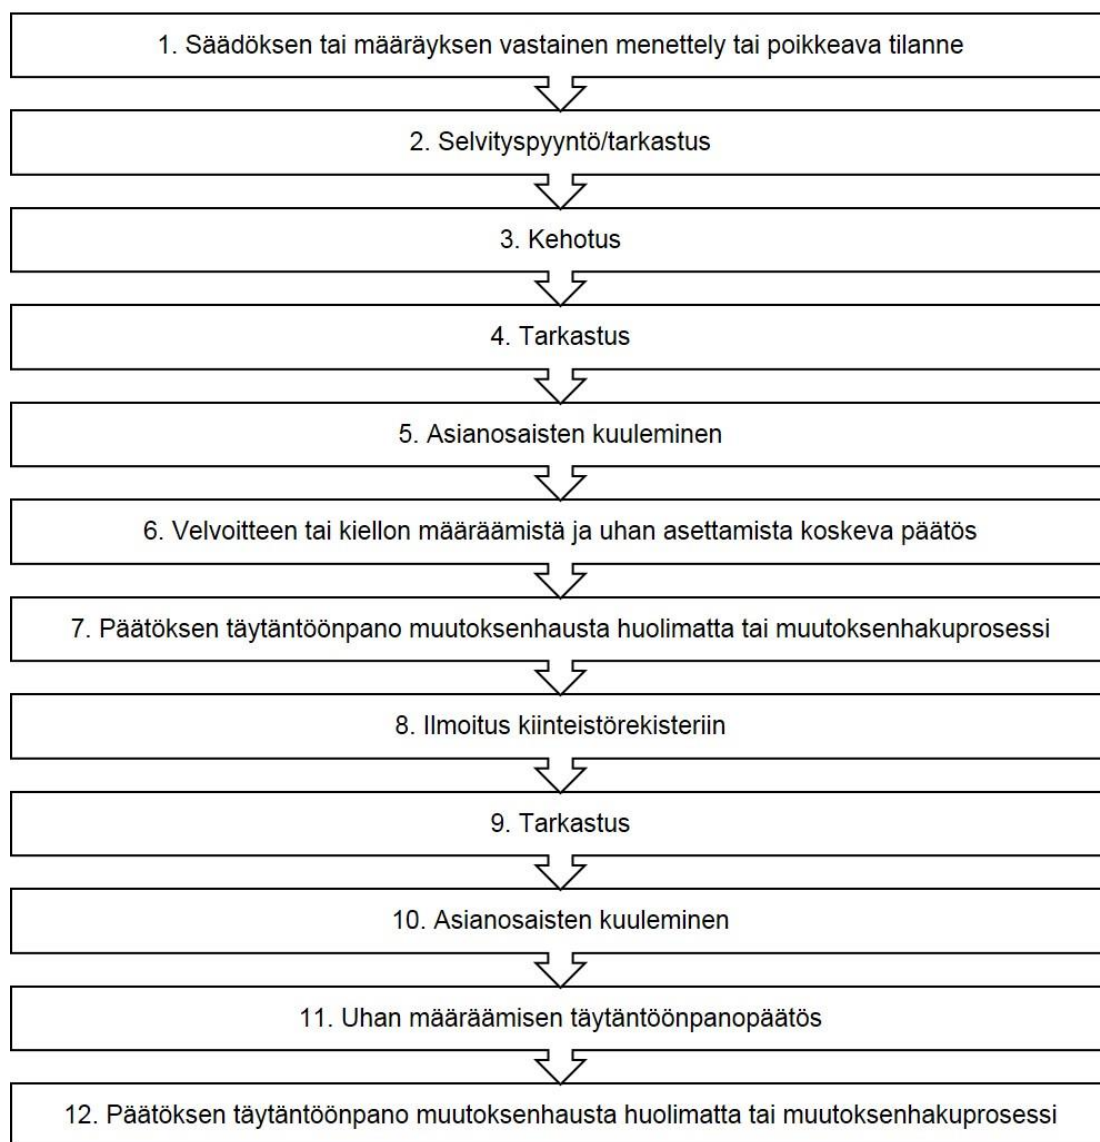 1. Säädöksen tai määräyksen vastainen menettely tai poikkeava tilanne
2. Selvityspyyntö/tarkastus
3. Kehotus
4. Tarkastus
5. Asianosaisten kuuleminen
6. Velvoitteen tai kiellon määräämistä ja uhan asettamista koskeva päätös
7. Päätöksen täytäntöönpano muutoksenhausta huolimatta tai muutoksenhakuprosessi
8. Ilmoitus kiinteistörekisteriin
9. Tarkastus
10. Asianosaisten kuuleminen
11. Uhan määräämisen täytäntöönpanopäätös
12. Päätöksen täytäntöönpano muutoksenhausta huolimatta tai muutoksenhakuprosessi